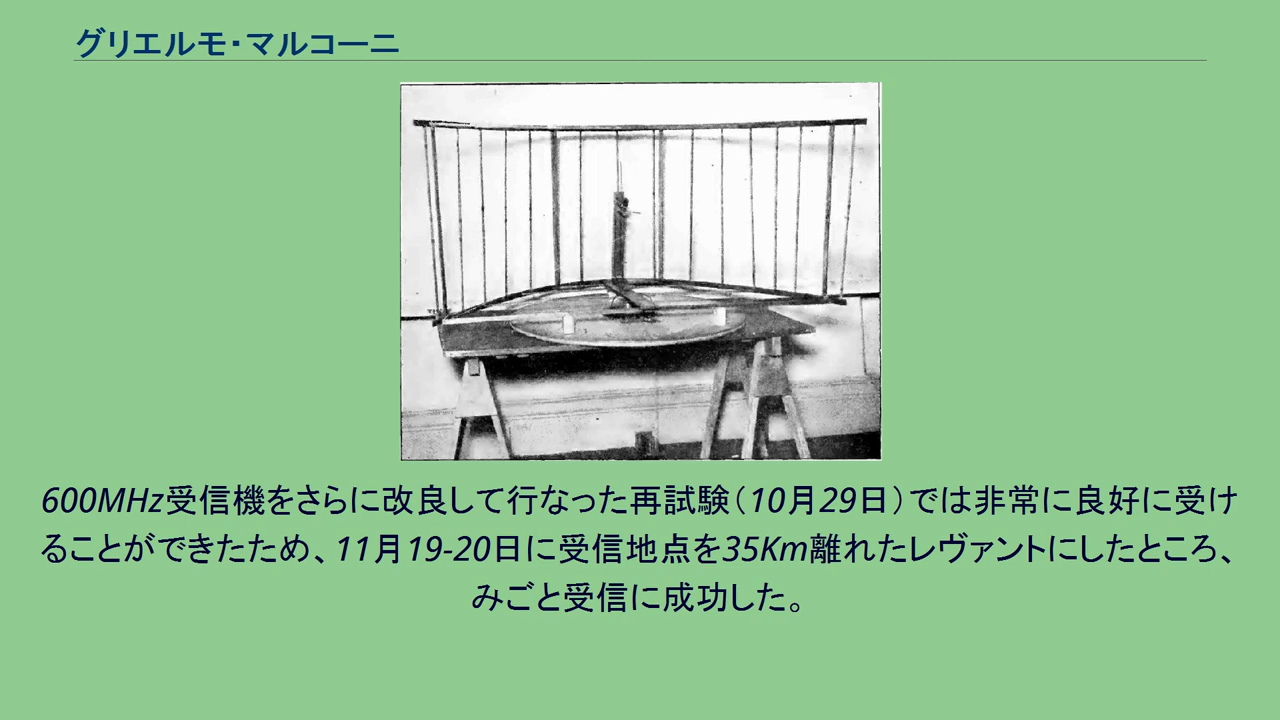 グリエルモ・マルコーニ
600MHz受信機をさらに改良して行なった再試験（10月29日）では非常に良好に受け
ることができたため、11月19-20日に受信地点を35Km離れたレヴァントにしたところ、
みごと受信に成功した。